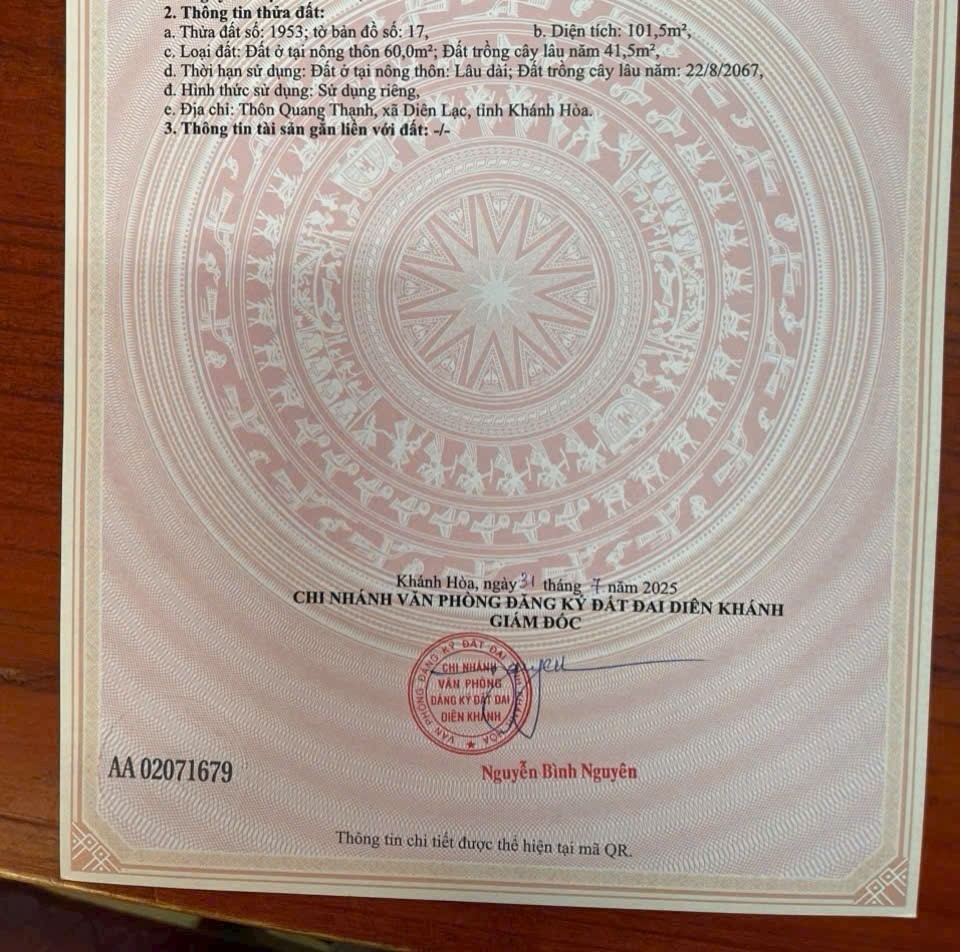 2. Thông tin thửa đất:
a. Thửa đất số: 1953; tờ bản đồ số: 17, b. Diện tích: 101,5m²,
c. Loại đất: Đất ở tại nông thôn 60,0m²; Đất trồng cây lâu năm 41,5m²,
d. Thời hạn sử dụng: Đất ở tại nông thôn: Lâu dài; Đất trồng cây lâu năm: 22/8/2067,
đ. Hình thức sử dụng: Sử dụng riêng,
e. Địa chỉ: Thôn Quang Thạnh, xã Diên Lạc, tỉnh Khánh Hòa.
3. Thông tin tài sản gắn liền với đất: -/-
Khánh Hòa, ngày 31 tháng 7 năm 2025
CHI NHÁNH VĂN PHÒNG ĐĂNG KÝ ĐẤT ĐAI DIÊN KHÁNH
GIÁM ĐỐC
VĂN PHÒNG ĐĂNG KÝ ĐẤT ĐAI
CHI NHÁNH
VĂN PHÒNG
ĐĂNG KÝ ĐẤT ĐAI
DIÊN KHÁNH
Nguyễn Bình Nguyên
AA 02071679
Thông tin chi tiết được thể hiện tại mã QR.